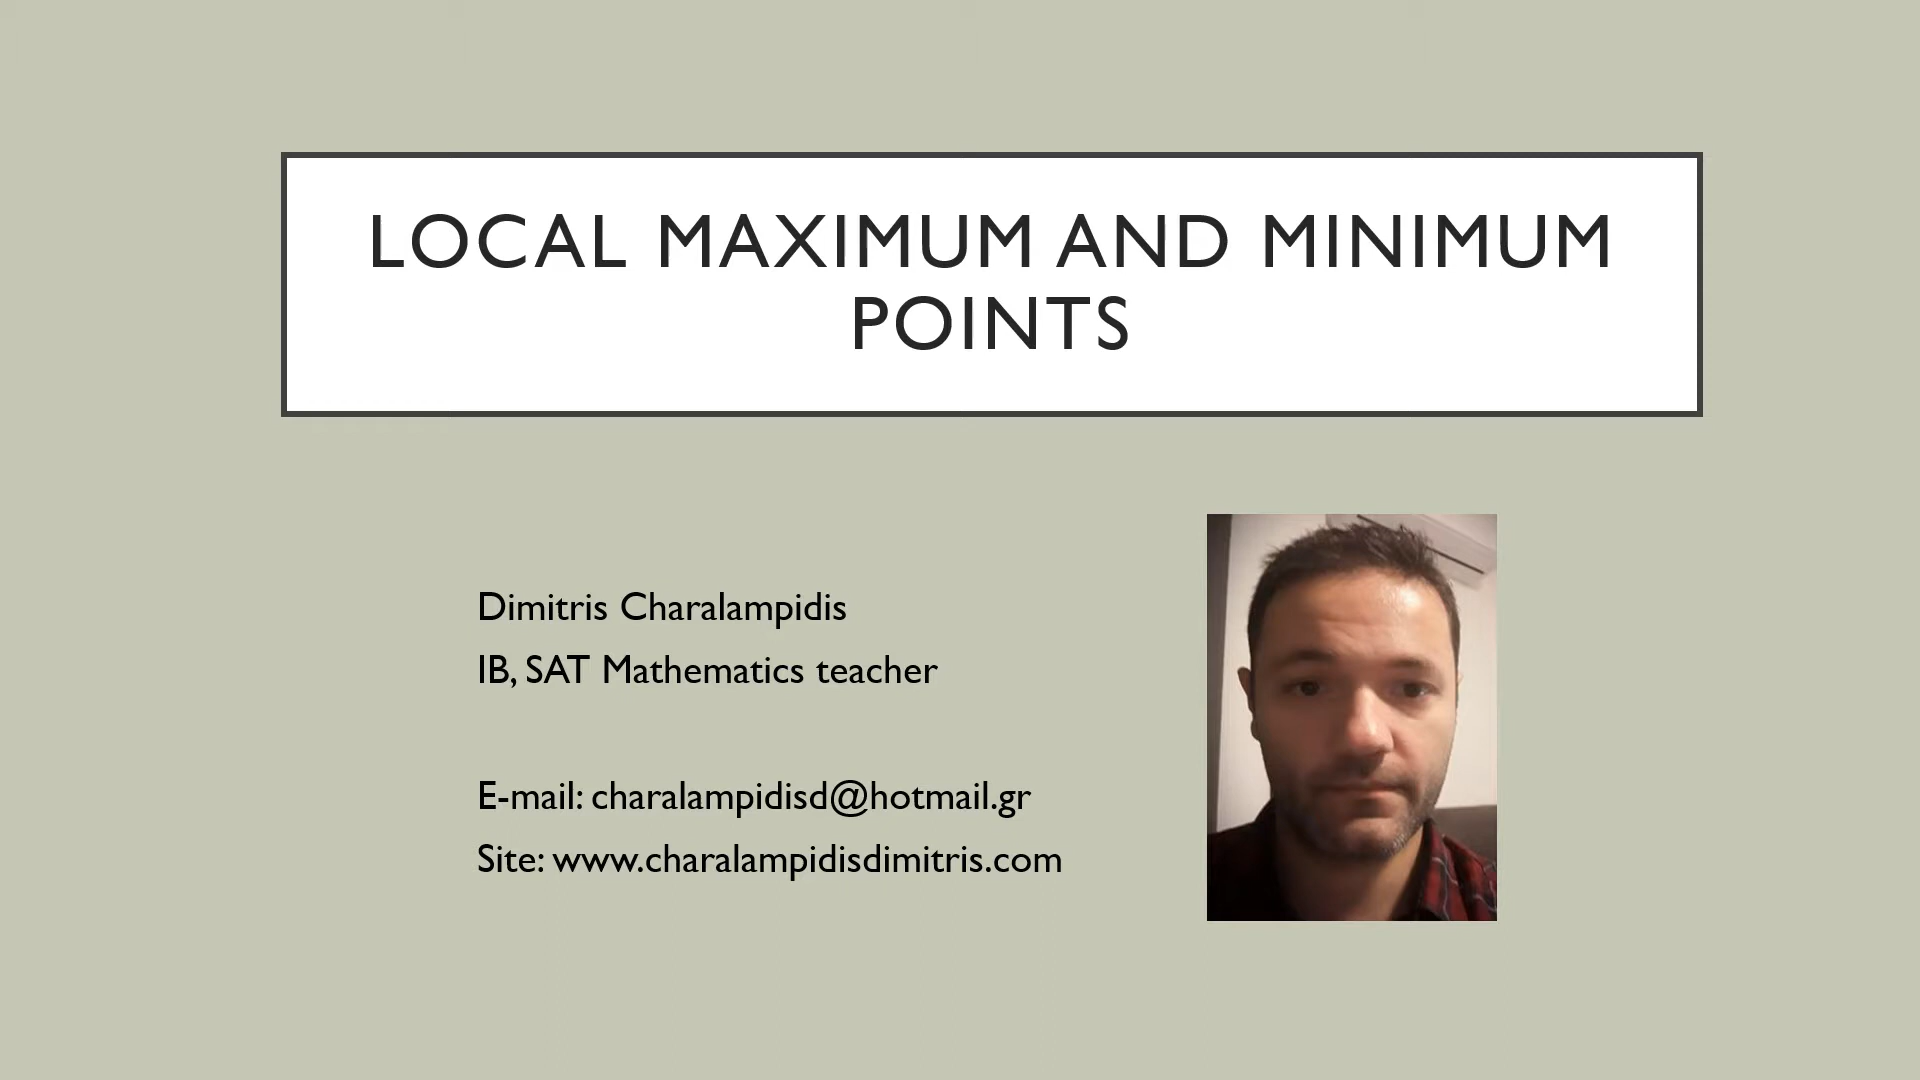 LOCAL MAXIMUM AND MINIMUM
POINTS
Dimitris Charalampidis
IB, SAT Mathematics teacher
E-mail: charalampidisd@hotmail.gr
Site: www.charalampidisdimitris.com